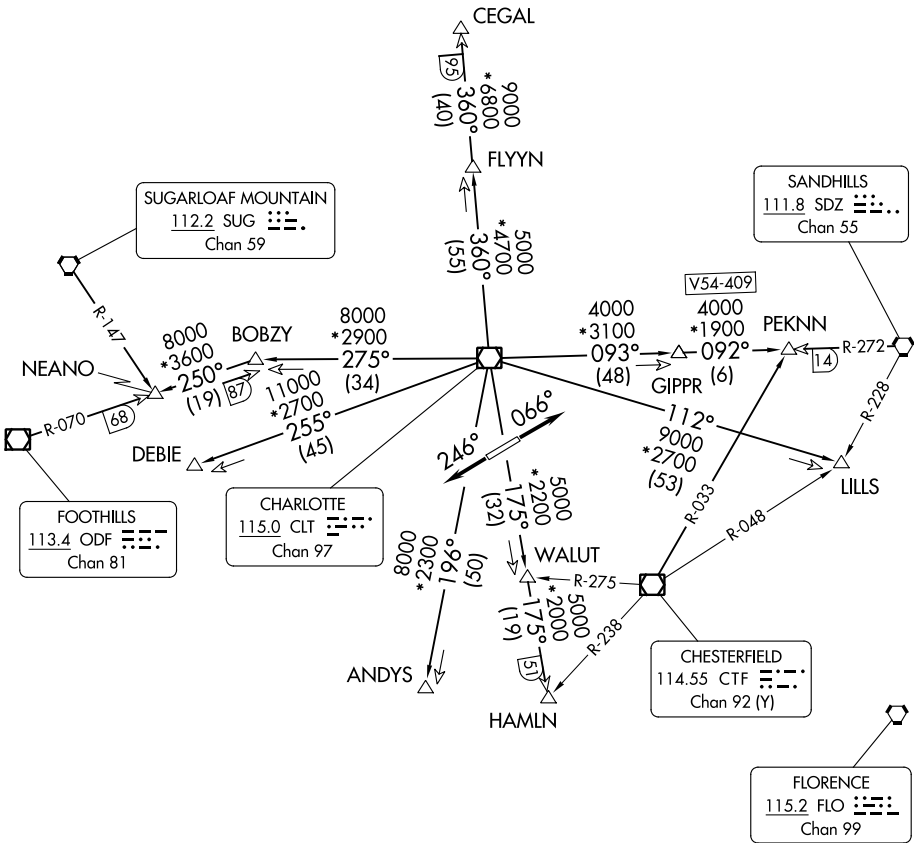 CEGAL
95
360°
(40)
9000
*6800
FLYYN
360°
(55)
5000
*4700
SUGARLOAF MOUNTAIN
112.2 SUG
Chan 59
SANDHILLS
111.8 SDZ
Chan 55
R-147
NEANO
8000
*3600
250°
(19)
BOBZY
87
8000
*2900
275°
(34)
4000
*3100
093°
(48)
GIPPR
V54-409
4000
*1900
092°
(6)
PEKNN
14
R-272
R-228
R-070
68
11000
*2700
255°
(45)
DEBIE
112°
9000
*2700
(53)
LILLS
246°
066°
FOOTHILLS
113.4 ODF
Chan 81
CHARLOTTE
115.0 CLT
Chan 97
5000
*2200
175°
(32)
R-033
R-048
8000
*2300
196°
(50)
WALUT
R-275
5000
*2000
175°
(19)
51
R-238
ANDYS
HAMLN
CHESTERFIELD
114.55 CTF
Chan 92 (Y)
FLORENCE
115.2 FLO
Chan 99